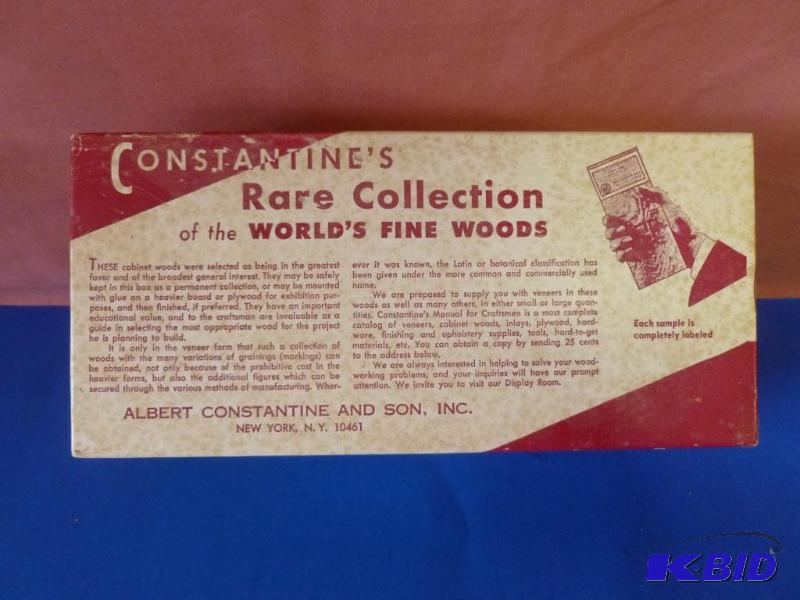 CONSTANTINE'S
Rare Collection
of the WORLD'S FINE WOODS
THESE cabinet woods were selected as being in the greatest
favor and of the broadest general interest. They may be safely
kept in this box as a permanent collection, or may be mounted
with glue on a heavier board or plywood for exhibition pur-
poses, and then finished, if preferred. They have an important
educational value, and to the craftsman are invaluable as a
guide in selecting the most appropriate wood for the project
he is planning to build.
It is only in the veneer form that such a collection of
woods with the many variations of grainings (markings) can
be obtained, not only because of the prohibitive cost in the
heavier forms, but also the additional figures which can be
secured through the various methods of manufacturing. Wher-
ever it was known, the Latin or botanical classification has
been given under the more common and commercially used
name.
We are prepared to supply you with veneers in these
woods as well as many others, in either small or large quan-
tities. Constantine's Manual for Craftsmen is a most complete
catalog of veneers, cabinet woods, inlays, plywood, hard-
ware, finishing and upholstery supplies, tools, hard-to-get
materials, etc. You can obtain a copy by sending 25 cents
to the address below.
We are always interested in helping to solve your wood-
working problems, and your inquiries will have our prompt
attention. We invite you to visit our Display Room.
Each sample is
completely labeled
ALBERT CONSTANTINE AND SON, INC.
NEW YORK, N.Y. 10461
K-BID